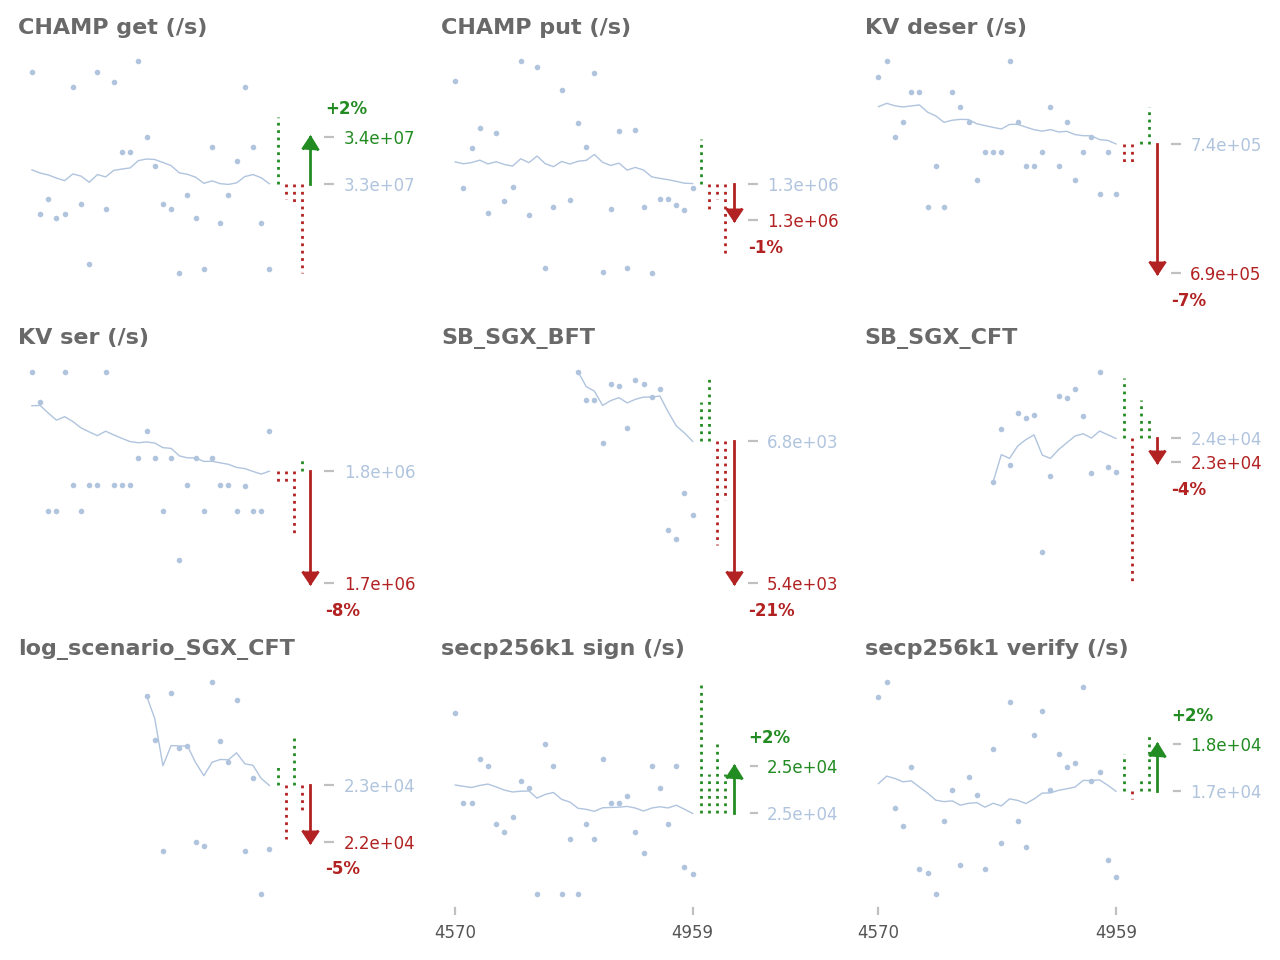 CHAMP get (/s)
+2%
3.4e+07
3.3e+07
CHAMP put (/s)
1.3e+06
1.3e+06
-1%
KV deser (/s)
7.4e+05
6.9e+05
-7%
KV ser (/s)
1.8e+06
1.7e+06
-8%
SB_SGX_BFT
6.8e+03
5.4e+03
-21%
SB_SGX_CFT
2.4e+04
2.3e+04
-4%
log_scenario_SGX_CFT
2.3e+04
2.2e+04
-5%
secp256k1 sign (/s)
+2%
2.5e+04
2.5e+04
4570 4959
secp256k1 verify (/s)
+2%
1.8e+04
1.7e+04
4570 4959